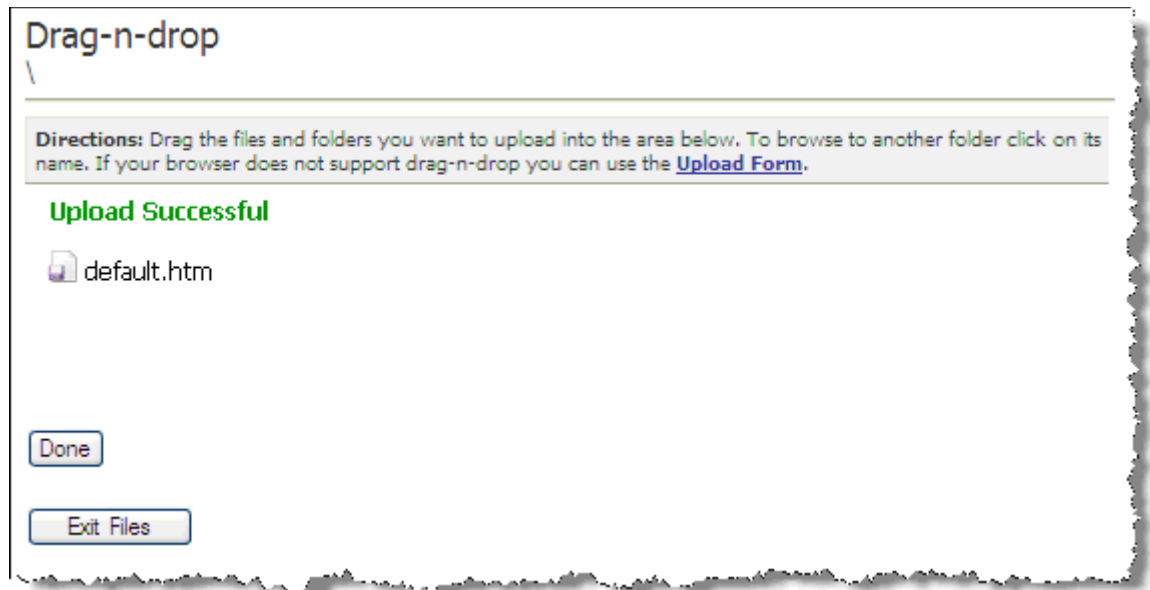 Drag-n-drop
\
Directions: Drag the files and folders you want to upload into the area below. To browse to another folder click on its
name. If your browser does not support drag-n-drop you can use the Upload Form.
Upload Successful
default.htm
Done
Exit Files